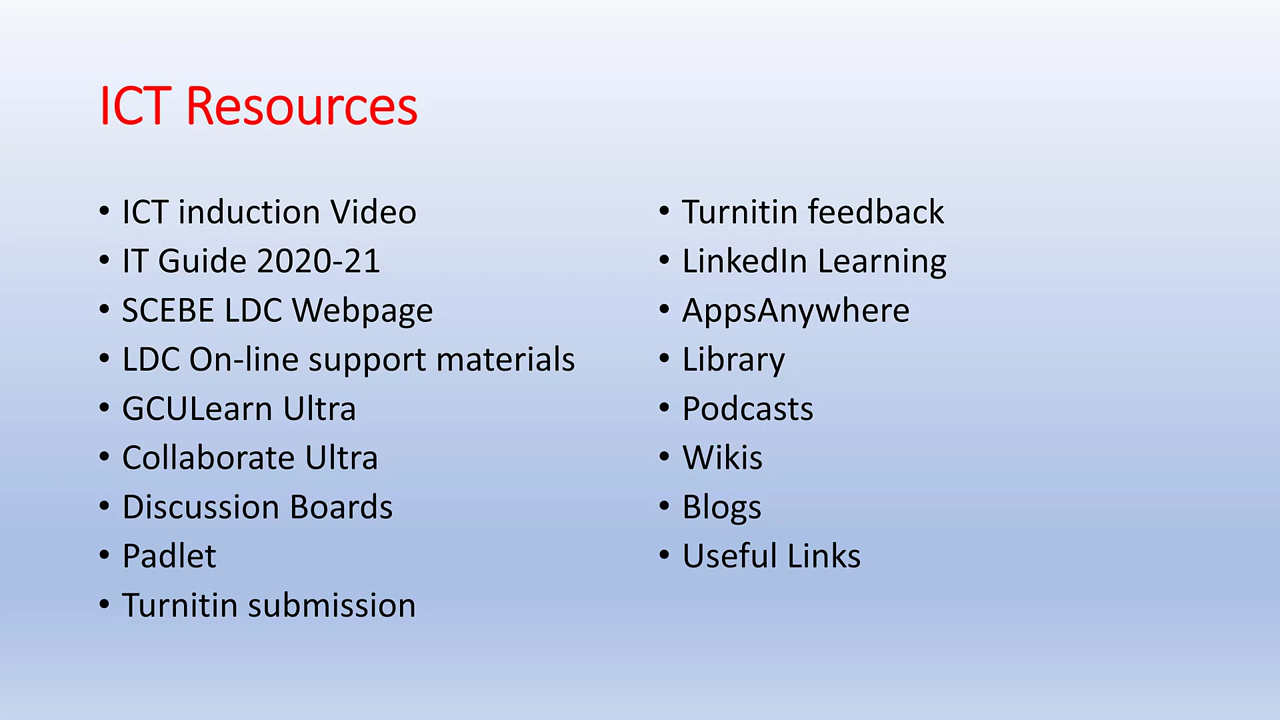 ICT Resources
• ICT induction Video
• IT Guide 2020-21
• SCEBE LDC Webpage
• LDC On-line support materials
• GCULearn Ultra
• Collaborate Ultra
• Discussion Boards
• Padlet
• Turnitin submission
• Turnitin feedback
• LinkedIn Learning
• AppsAnywhere
• Library
• Podcasts
• Wikis
• Blogs
• Useful Links